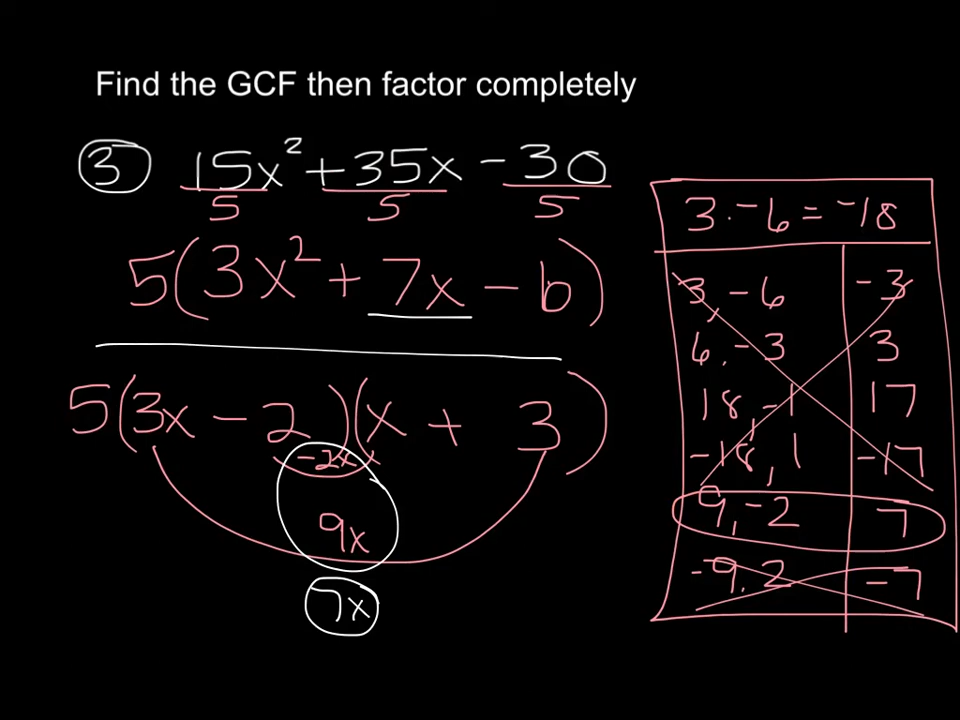 Find the GCF then factor completely
3 15x² + 35x - 30
5 5 5
5(3x² + 7x - 6)
5(3x - 2)(x + 3)
-2x
9x
7x
3 · -6 = -18
3, -6 -3
6, -3 3
18, -1 17
-18, 1 -17
9, -2 7
-9, 2 -7